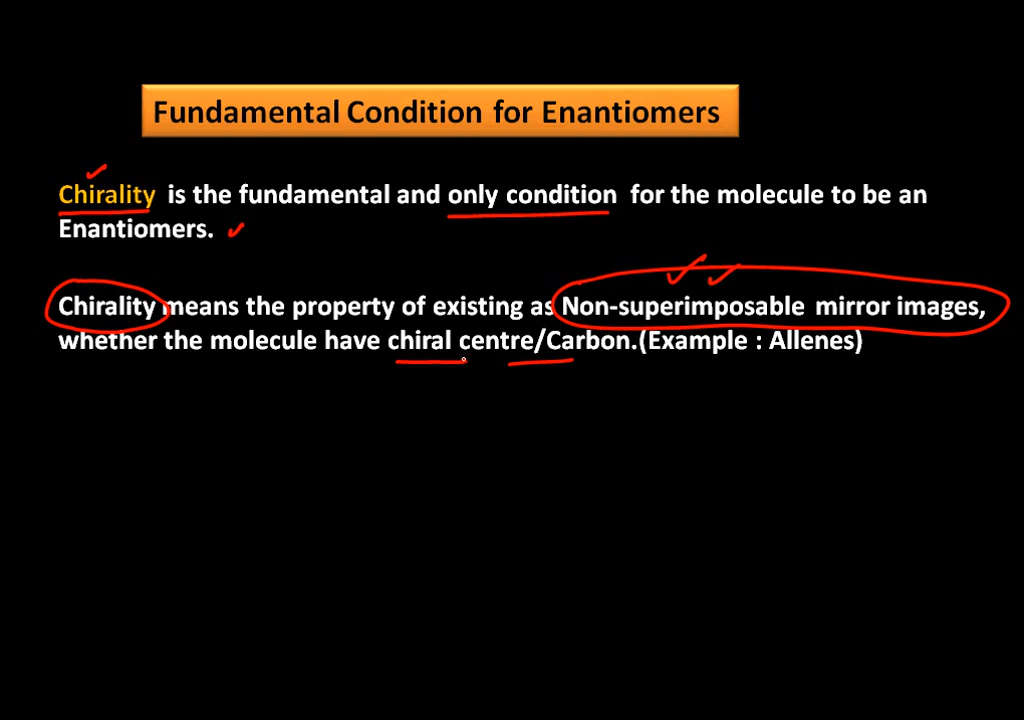 Fundamental Condition for Enantiomers
Chirality is the fundamental and only condition for the molecule to be an
Enantiomers.
Chirality means the property of existing as Non-superimposable mirror images,
whether the molecule have chiral centre/Carbon.(Example : Allenes)